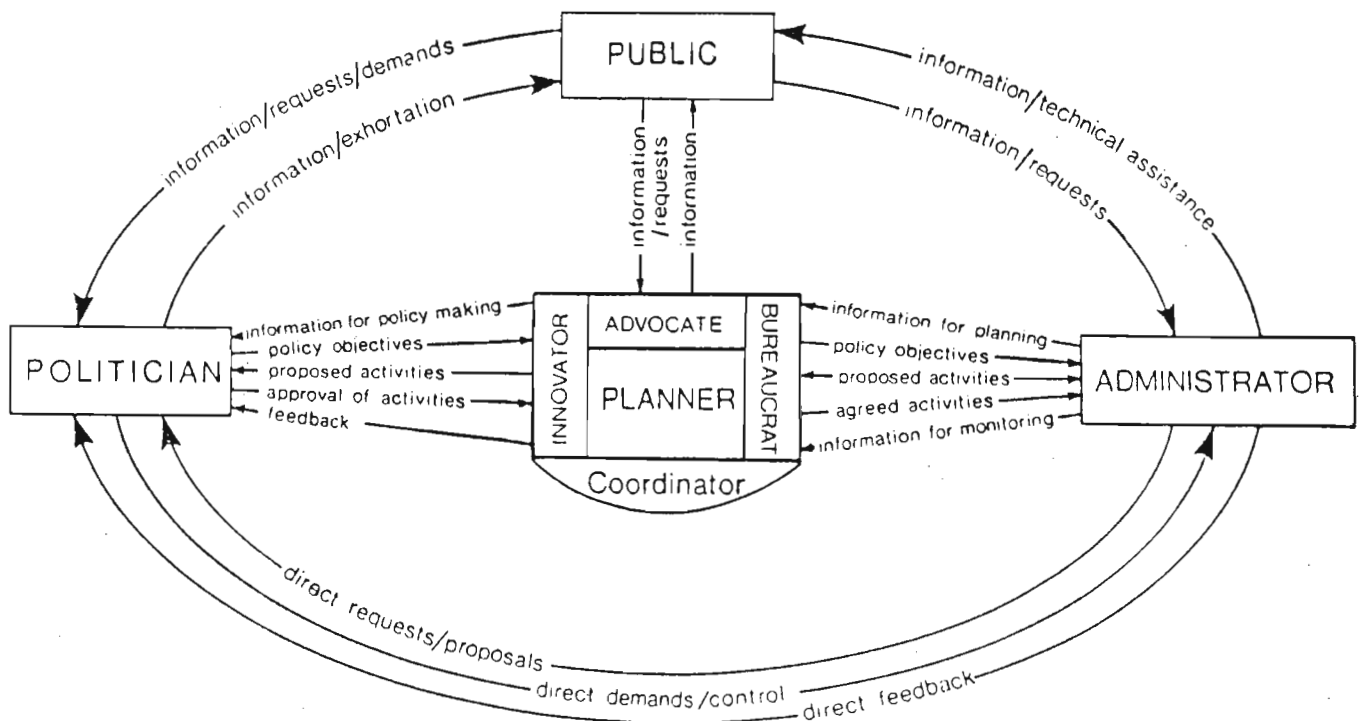 PUBLIC
information/requests/demands
information/exhortation
information/technical assistance
information/requests
information
/requests
information
POLITICIAN
information for policy making
policy objectives
proposed activities
approval of activities
feedback
INNOVATOR
ADVOCATE
PLANNER
BUREAUCRAT
Coordinator
information for planning
policy objectives
proposed activities
agreed activities
information for monitoring
ADMINISTRATOR
direct requests/proposals
direct demands/control
direct feedback